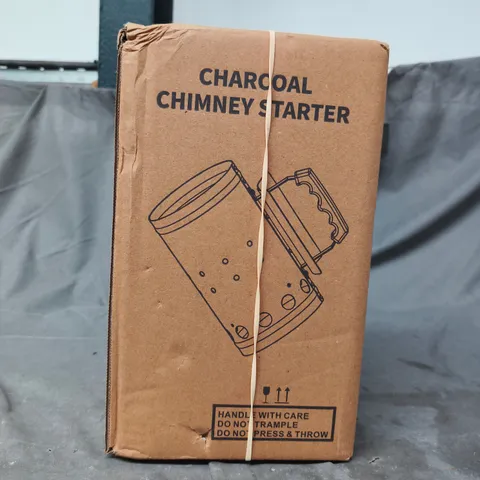 CHARCOAL
CHIMNEY STARTER
HANDLE WITH CARE
DO NOT TRAMPLE
DO NOT PRESS & THROW